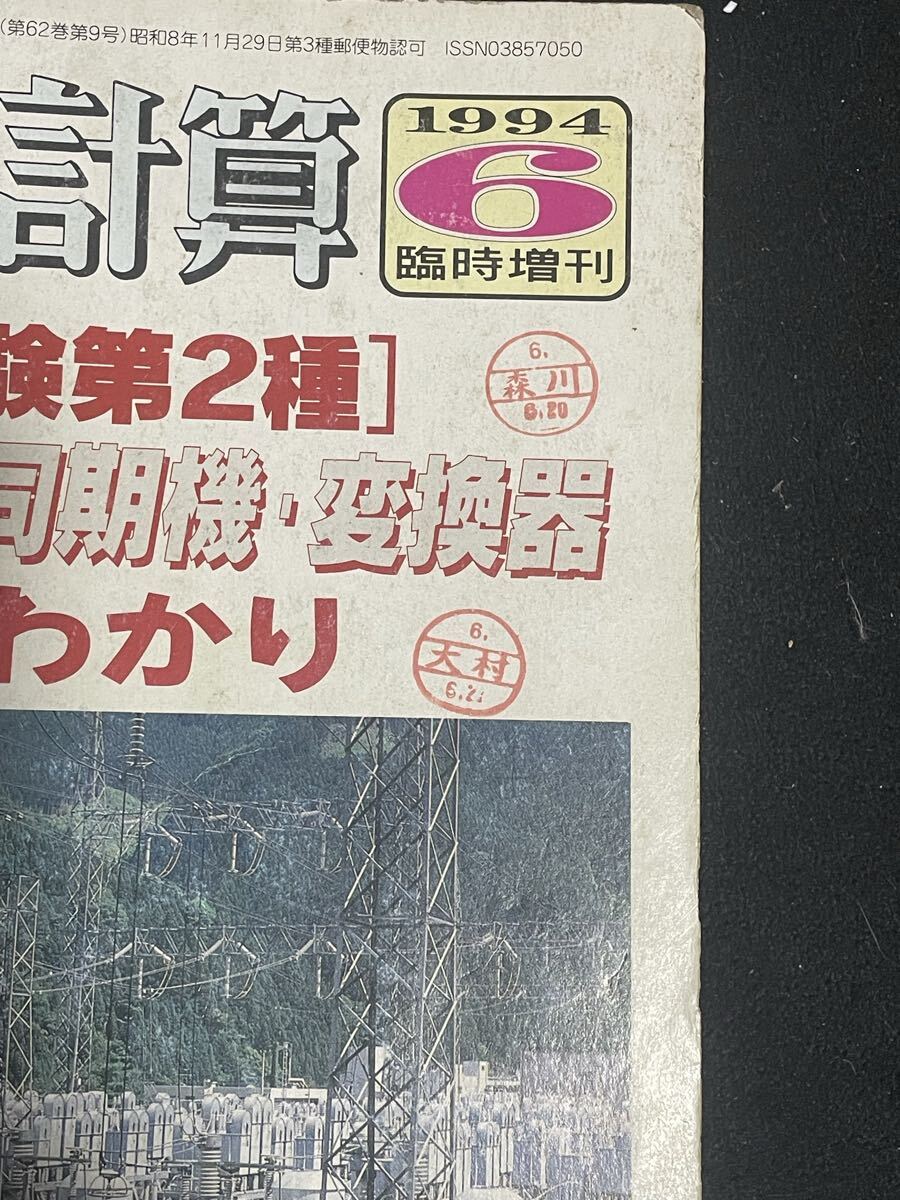 (第62巻第9号)昭和8年11月29日第3種郵便物認可 ISSN03857050
計算
1994
6
臨時増刊
験第2種]
6.
森川
6.20
同期機・変換器
わかり
6.
大村